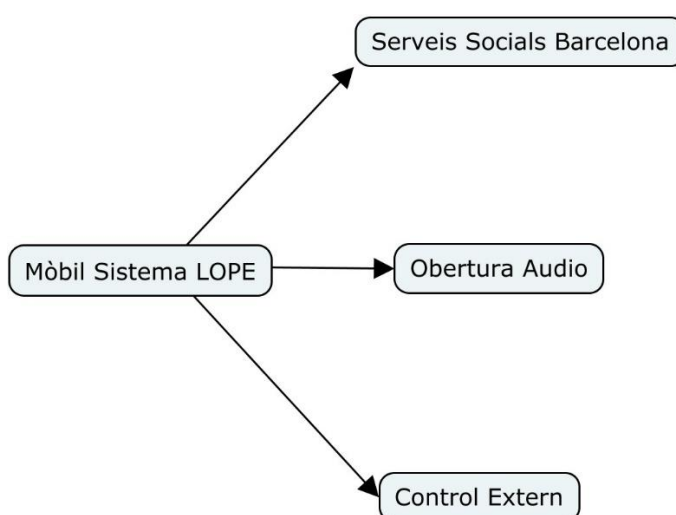 Serveis Socials Barcelona
Mòbil Sistema LOPE
Obertura Audio
Control Extern